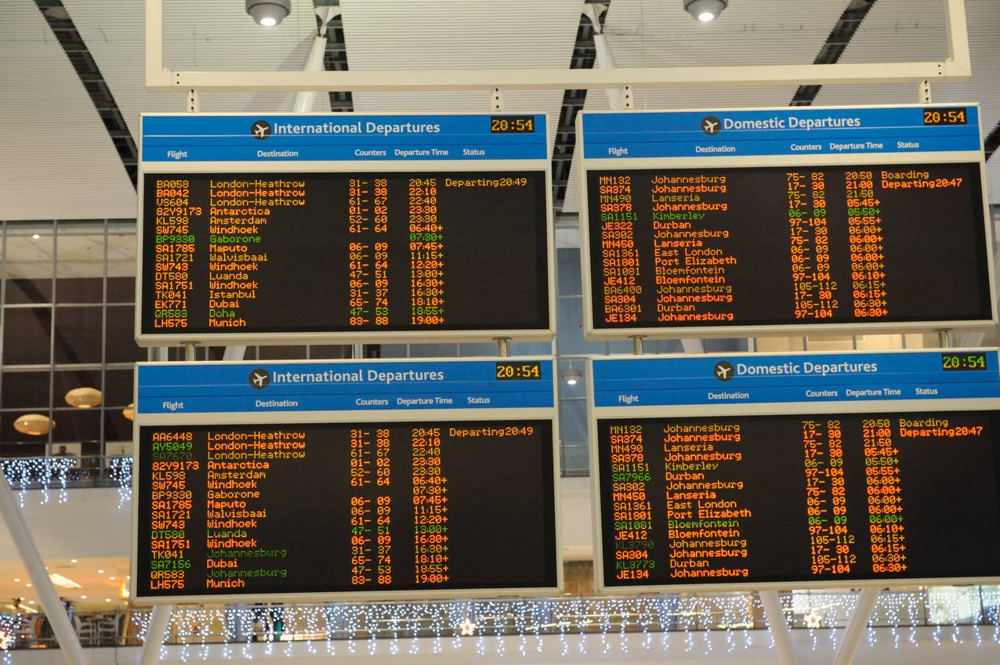 International Departures 20:54
Flight Destination Counters Departure Time Status
BA058 London-Heathrow 31- 38 20:45 Departing20:49
BA042 London-Heathrow 31- 38 22:10
VS604 London-Heathrow 61- 67 22:40
82Y9173 Antarctica 01- 02 23:30
KL598 Amsterdam 52- 60 23:30
SW745 Windhoek 61- 64 06:40+
BP9330 Gaborone 07:30+
SA1785 Maputo 06- 09 07:45+
SA1721 Walvisbaai 06- 09 11:15+
SW743 Windhoek 61- 64 12:20+
DT580 Luanda 47- 51 13:00+
SA1751 Windhoek 06- 09 16:30+
TK041 Istanbul 31- 37 16:30+
EK771 Dubai 65- 74 18:10+
QR583 Doha 47- 53 18:55+
LH575 Munich 83- 88 19:00+
Domestic Departures 20:54
Flight Destination Counters Departure Time Status
MN132 Johannesburg 75- 82 20:50 Boarding
SA374 Johannesburg 17- 30 21:00 Departing20:47
MN490 Lanseria 75- 82 21:50
SA378 Johannesburg 17- 30 05:45+
SA1151 Kimberley 06- 09 05:50+
JE322 Durban 97-104 05:55+
SA302 Johannesburg 17- 30 06:00+
MN450 Lanseria 75- 82 06:00+
SA1361 East London 06- 09 06:00+
SA1801 Port Elizabeth 06- 09 06:00+
SA1081 Bloemfontein 06- 09 06:00+
JE412 Bloemfontein 97-104 06:10+
BA6400 Johannesburg 105-112 06:15+
SA304 Johannesburg 17- 30 06:15+
BA6301 Durban 105-112 06:30+
JE134 Johannesburg 97-104 06:30+
International Departures 20:54
Flight Destination Counters Departure Time Status
AA6448 London-Heathrow 31- 38 20:45 Departing20:49
AY5049 London-Heathrow 31- 38 22:10
SA7670 London-Heathrow 61- 67 22:40
82Y9173 Antarctica 01- 02 23:30
KL598 Amsterdam 52- 60 23:30
SW745 Windhoek 61- 64 06:40+
BP9330 Gaborone 07:30+
SA1785 Maputo 06- 09 07:45+
SA1721 Walvisbaai 06- 09 11:15+
SW743 Windhoek 61- 64 12:20+
DT580 Luanda 47- 51 13:00+
SA1751 Windhoek 06- 09 16:30+
TK041 Johannesburg 31- 37 16:30+
SA7156 Dubai 65- 74 18:10+
QR583 Johannesburg 47- 53 18:55+
LH575 Munich 83- 88 19:00+
Domestic Departures 20:54
Flight Destination Counters Departure Time Status
MN132 Johannesburg 75- 82 20:50 Boarding
SA374 Johannesburg 17- 30 21:00 Departing20:47
MN490 Lanseria 75- 82 21:50
SA378 Johannesburg 17- 30 05:45+
SA1151 Kimberley 06- 09 05:50+
SA7966 Durban 97-104 05:55+
SA302 Johannesburg 17- 30 06:00+
MN450 Lanseria 75- 82 06:00+
SA1361 East London 06- 09 06:00+
SA1801 Port Elizabeth 06- 09 06:00+
SA1081 Bloemfontein 06- 09 06:00+
JE412 Bloemfontein 97-104 06:10+
KL3790 Johannesburg 105-112 06:15+
SA304 Johannesburg 17- 30 06:15+
KL3773 Durban 105-112 06:30+
JE134 Johannesburg 97-104 06:30+